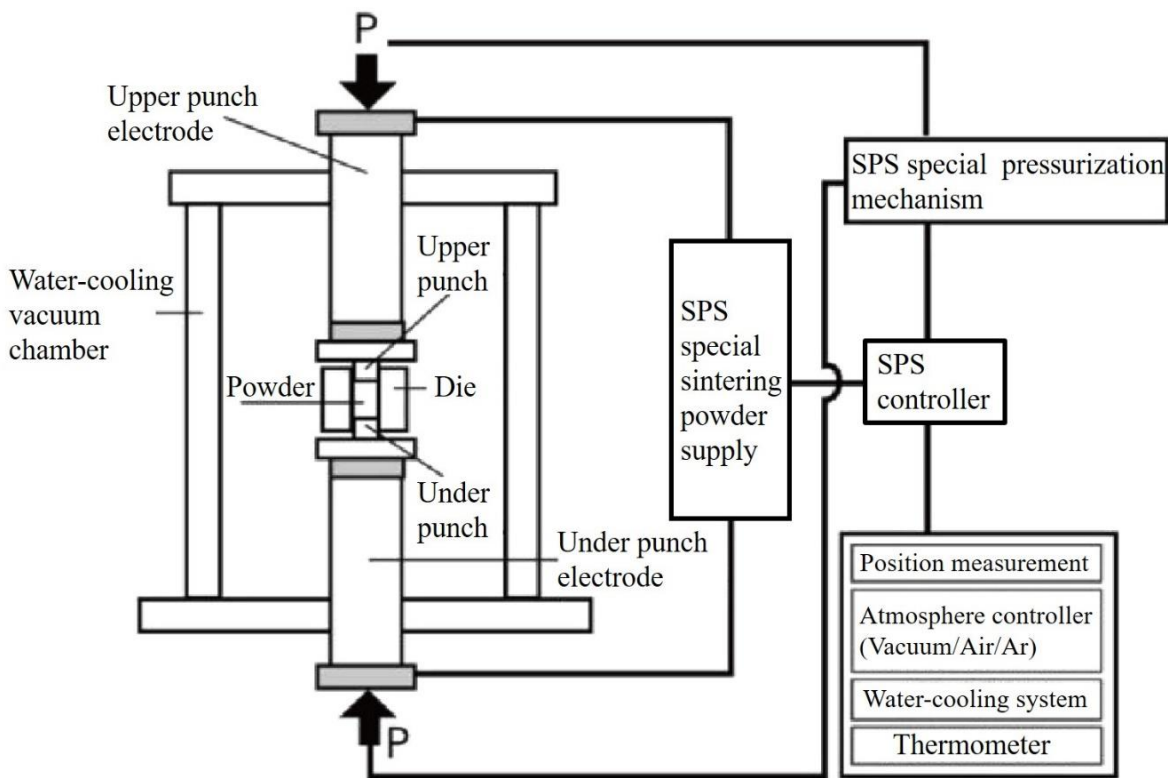 P
Upper punch
electrode
SPS special pressurization
mechanism
Upper
punch
Water-cooling
vacuum
chamber
SPS
special
sintering
powder
supply
SPS
controller
Powder
Die
Under
punch
Under punch
electrode
Position measurement
Atmosphere controller
(Vacuum/Air/Ar)
Water-cooling system
Thermometer
P